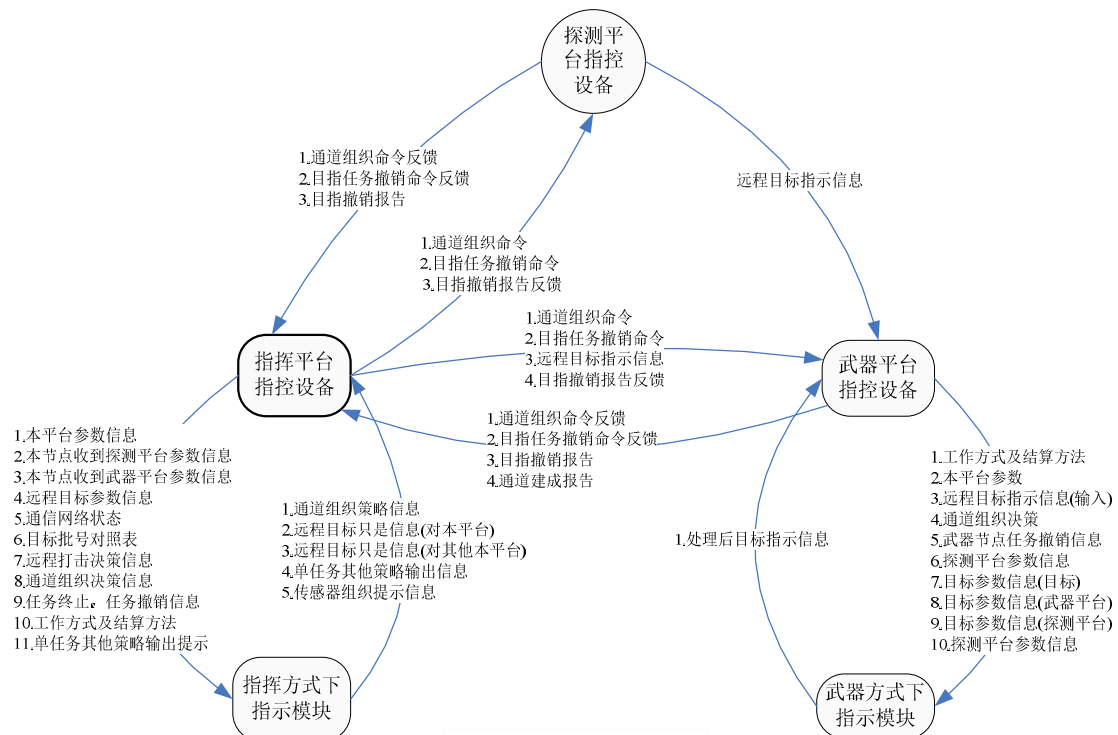 探测平
台指控
设备
1.通道组织命令反馈
2.目指任务撤销命令反馈
3.目指撤销报告
远程目标指示信息
1.通道组织命令
2.目指任务撤销命令
3.目指撤销报告反馈
1.通道组织命令
2.目指任务撤销命令
3.远程目标指示信息
4.目指撤销报告反馈
指挥平台
指控设备
武器平台
指控设备
1.通道组织命令反馈
2.目指任务撤销命令反馈
3.目指撤销报告
4.通道建成报告
1.本平台参数信息
2.本节点收到探测平台参数信息
3.本节点收到武器平台参数信息
4.远程目标参数信息
5.通信网络状态
6.目标批号对照表
7.远程打击决策信息
8.通道组织决策信息
9.任务终止。任务撤销信息
10.工作方式及结算方法
11.单任务其他策略输出提示
1.通道组织策略信息
2.远程目标只是信息(对本平台)
3.远程目标只是信息(对其他本平台)
4.单任务其他策略输出信息
5.传感器组织提示信息
1.处理后目标指示信息
1.工作方式及结算方法
2.本平台参数
3.远程目标指示信息(输入)
4.通道组织决策
5.武器节点任务撤销信息
6.探测平台参数信息
7.目标参数信息(目标)
8.目标参数信息(武器平台)
9.目标参数信息(探测平台)
10.探测平台参数信息
指挥方式下
指示模块
武器方式下
指示模块